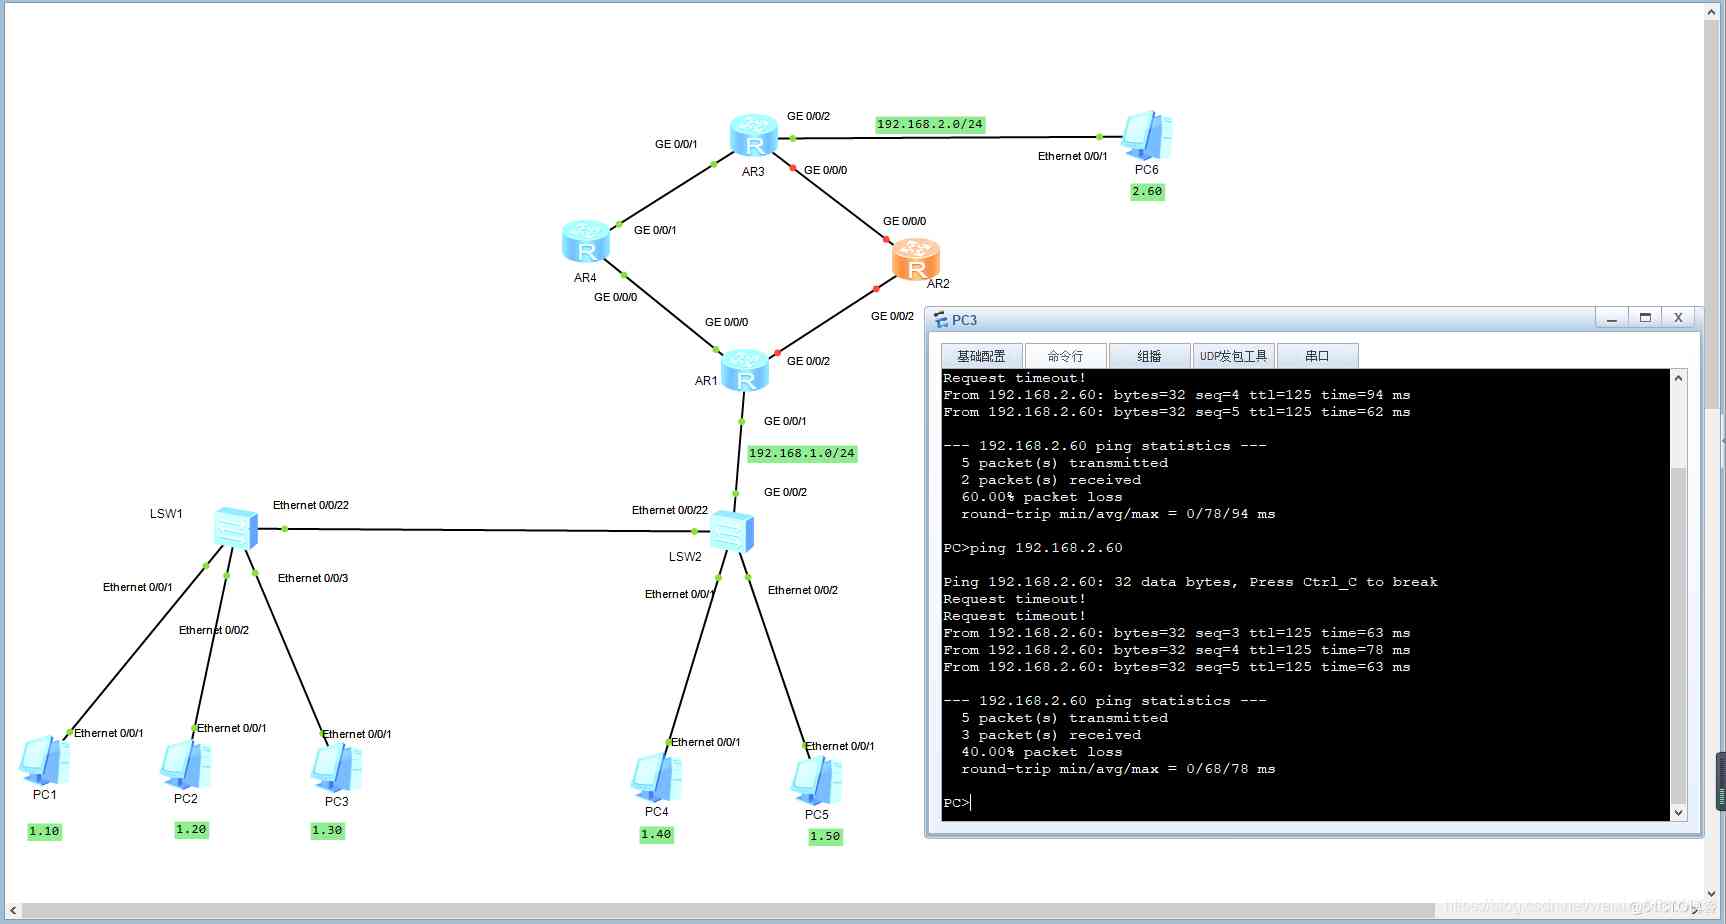 GE 0/0/2
192.168.2.0/24
GE 0/0/1
R
AR3
GE 0/0/0
Ethernet 0/0/1
PC6
2.60
GE 0/0/1
R
AR4
GE 0/0/0
GE 0/0/0
R
AR2
GE 0/0/2
GE 0/0/0
GE 0/0/2
AR1
R
GE 0/0/1
192.168.1.0/24
GE 0/0/2
LSW1
Ethernet 0/0/22
Ethernet 0/0/22
LSW2
Ethernet 0/0/1
Ethernet 0/0/2
Ethernet 0/0/3
Ethernet 0/0/1
Ethernet 0/0/2
Ethernet 0/0/1
Ethernet 0/0/1
Ethernet 0/0/1
Ethernet 0/0/1
Ethernet 0/0/1
PC1
PC2
PC3
PC4
PC5
1.10
1.20
1.30
1.40
1.50
PC3
基础配置
命令行
组播
UDP发包工具
串口
Request timeout!
From 192.168.2.60: bytes=32 seq=4 ttl=125 time=94 ms
From 192.168.2.60: bytes=32 seq=5 ttl=125 time=62 ms
--- 192.168.2.60 ping statistics ---
5 packet(s) transmitted
2 packet(s) received
60.00% packet loss
round-trip min/avg/max = 0/78/94 ms
PC>ping 192.168.2.60
Ping 192.168.2.60: 32 data bytes, Press Ctrl_C to break
Request timeout!
Request timeout!
From 192.168.2.60: bytes=32 seq=3 ttl=125 time=63 ms
From 192.168.2.60: bytes=32 seq=4 ttl=125 time=78 ms
From 192.168.2.60: bytes=32 seq=5 ttl=125 time=63 ms
--- 192.168.2.60 ping statistics ---
5 packet(s) transmitted
3 packet(s) received
40.00% packet loss
round-trip min/avg/max = 0/68/78 ms
PC>